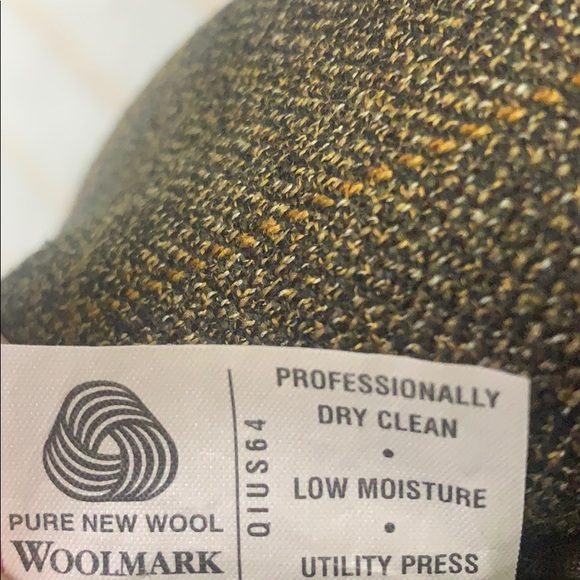 PURE NEW WOOL
WOOLMARK
QIUS64
PROFESSIONALLY
DRY CLEAN
•
LOW MOISTURE
•
UTILITY PRESS